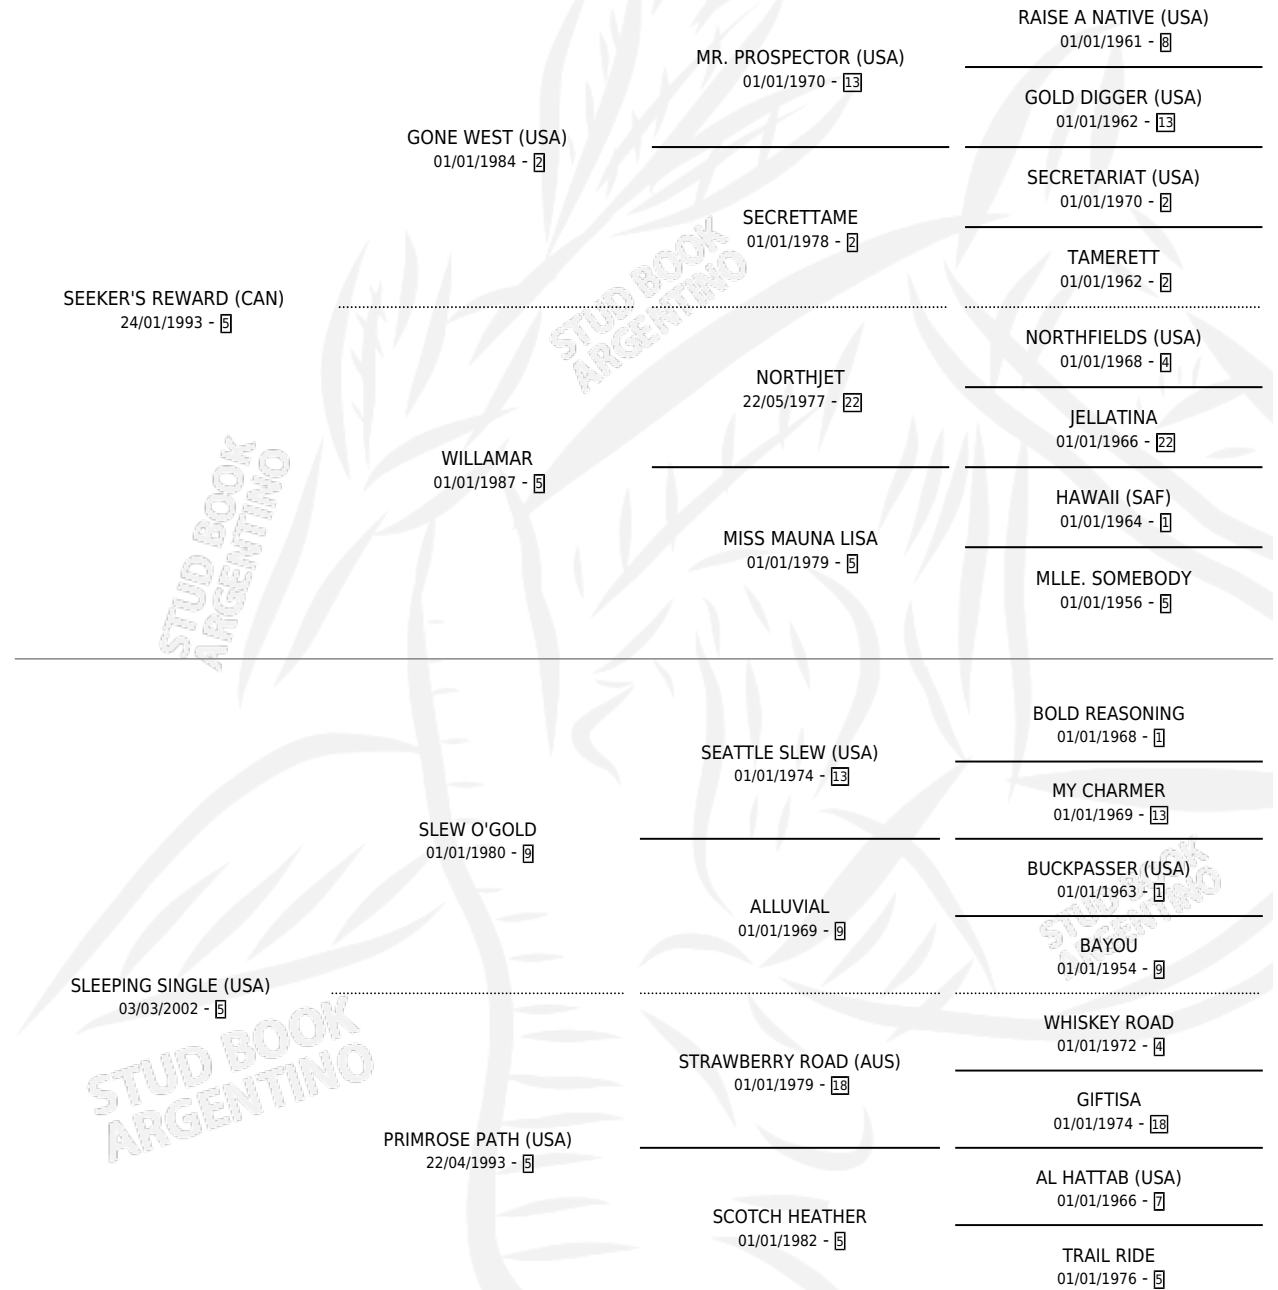 RAISE A NATIVE (USA)
01/01/1961 - 8
MR. PROSPECTOR (USA)
01/01/1970 - 13
GOLD DIGGER (USA)
01/01/1962 - 13
GONE WEST (USA)
01/01/1984 - 2
SECRETARIAT (USA)
01/01/1970 - 2
SECRETTAME
01/01/1978 - 2
TAMERETT
01/01/1962 - 2
SEEKER'S REWARD (CAN)
24/01/1993 - 5
STUD BOOK
ARGENTINO
NORTHFIELDS (USA)
01/01/1968 - 4
NORTHJET
22/05/1977 - 22
JELLATINA
01/01/1966 - 22
WILLAMAR
01/01/1987 - 5
HAWAII (SAF)
01/01/1964 - 1
MISS MAUNA LISA
01/01/1979 - 5
MLLE. SOMEBODY
01/01/1956 - 5
STUD BOOK
ARGENTINO
BOLD REASONING
01/01/1968 - 1
SEATTLE SLEW (USA)
01/01/1974 - 13
MY CHARMER
01/01/1969 - 13
SLEW O'GOLD
01/01/1980 - 9
BUCKPASSER (USA)
01/01/1963 - 1
ALLUVIAL
01/01/1969 - 9
STUD BOOK
ARGENTINO
BAYOU
01/01/1954 - 9
SLEEPING SINGLE (USA)
03/03/2002 - 5
STUD BOOK
ARGENTINO
WHISKEY ROAD
01/01/1972 - 4
STRAWBERRY ROAD (AUS)
01/01/1979 - 18
GIFTISA
01/01/1974 - 18
PRIMROSE PATH (USA)
22/04/1993 - 5
AL HATTAB (USA)
01/01/1966 - 7
SCOTCH HEATHER
01/01/1982 - 5
TRAIL RIDE
01/01/1976 - 5